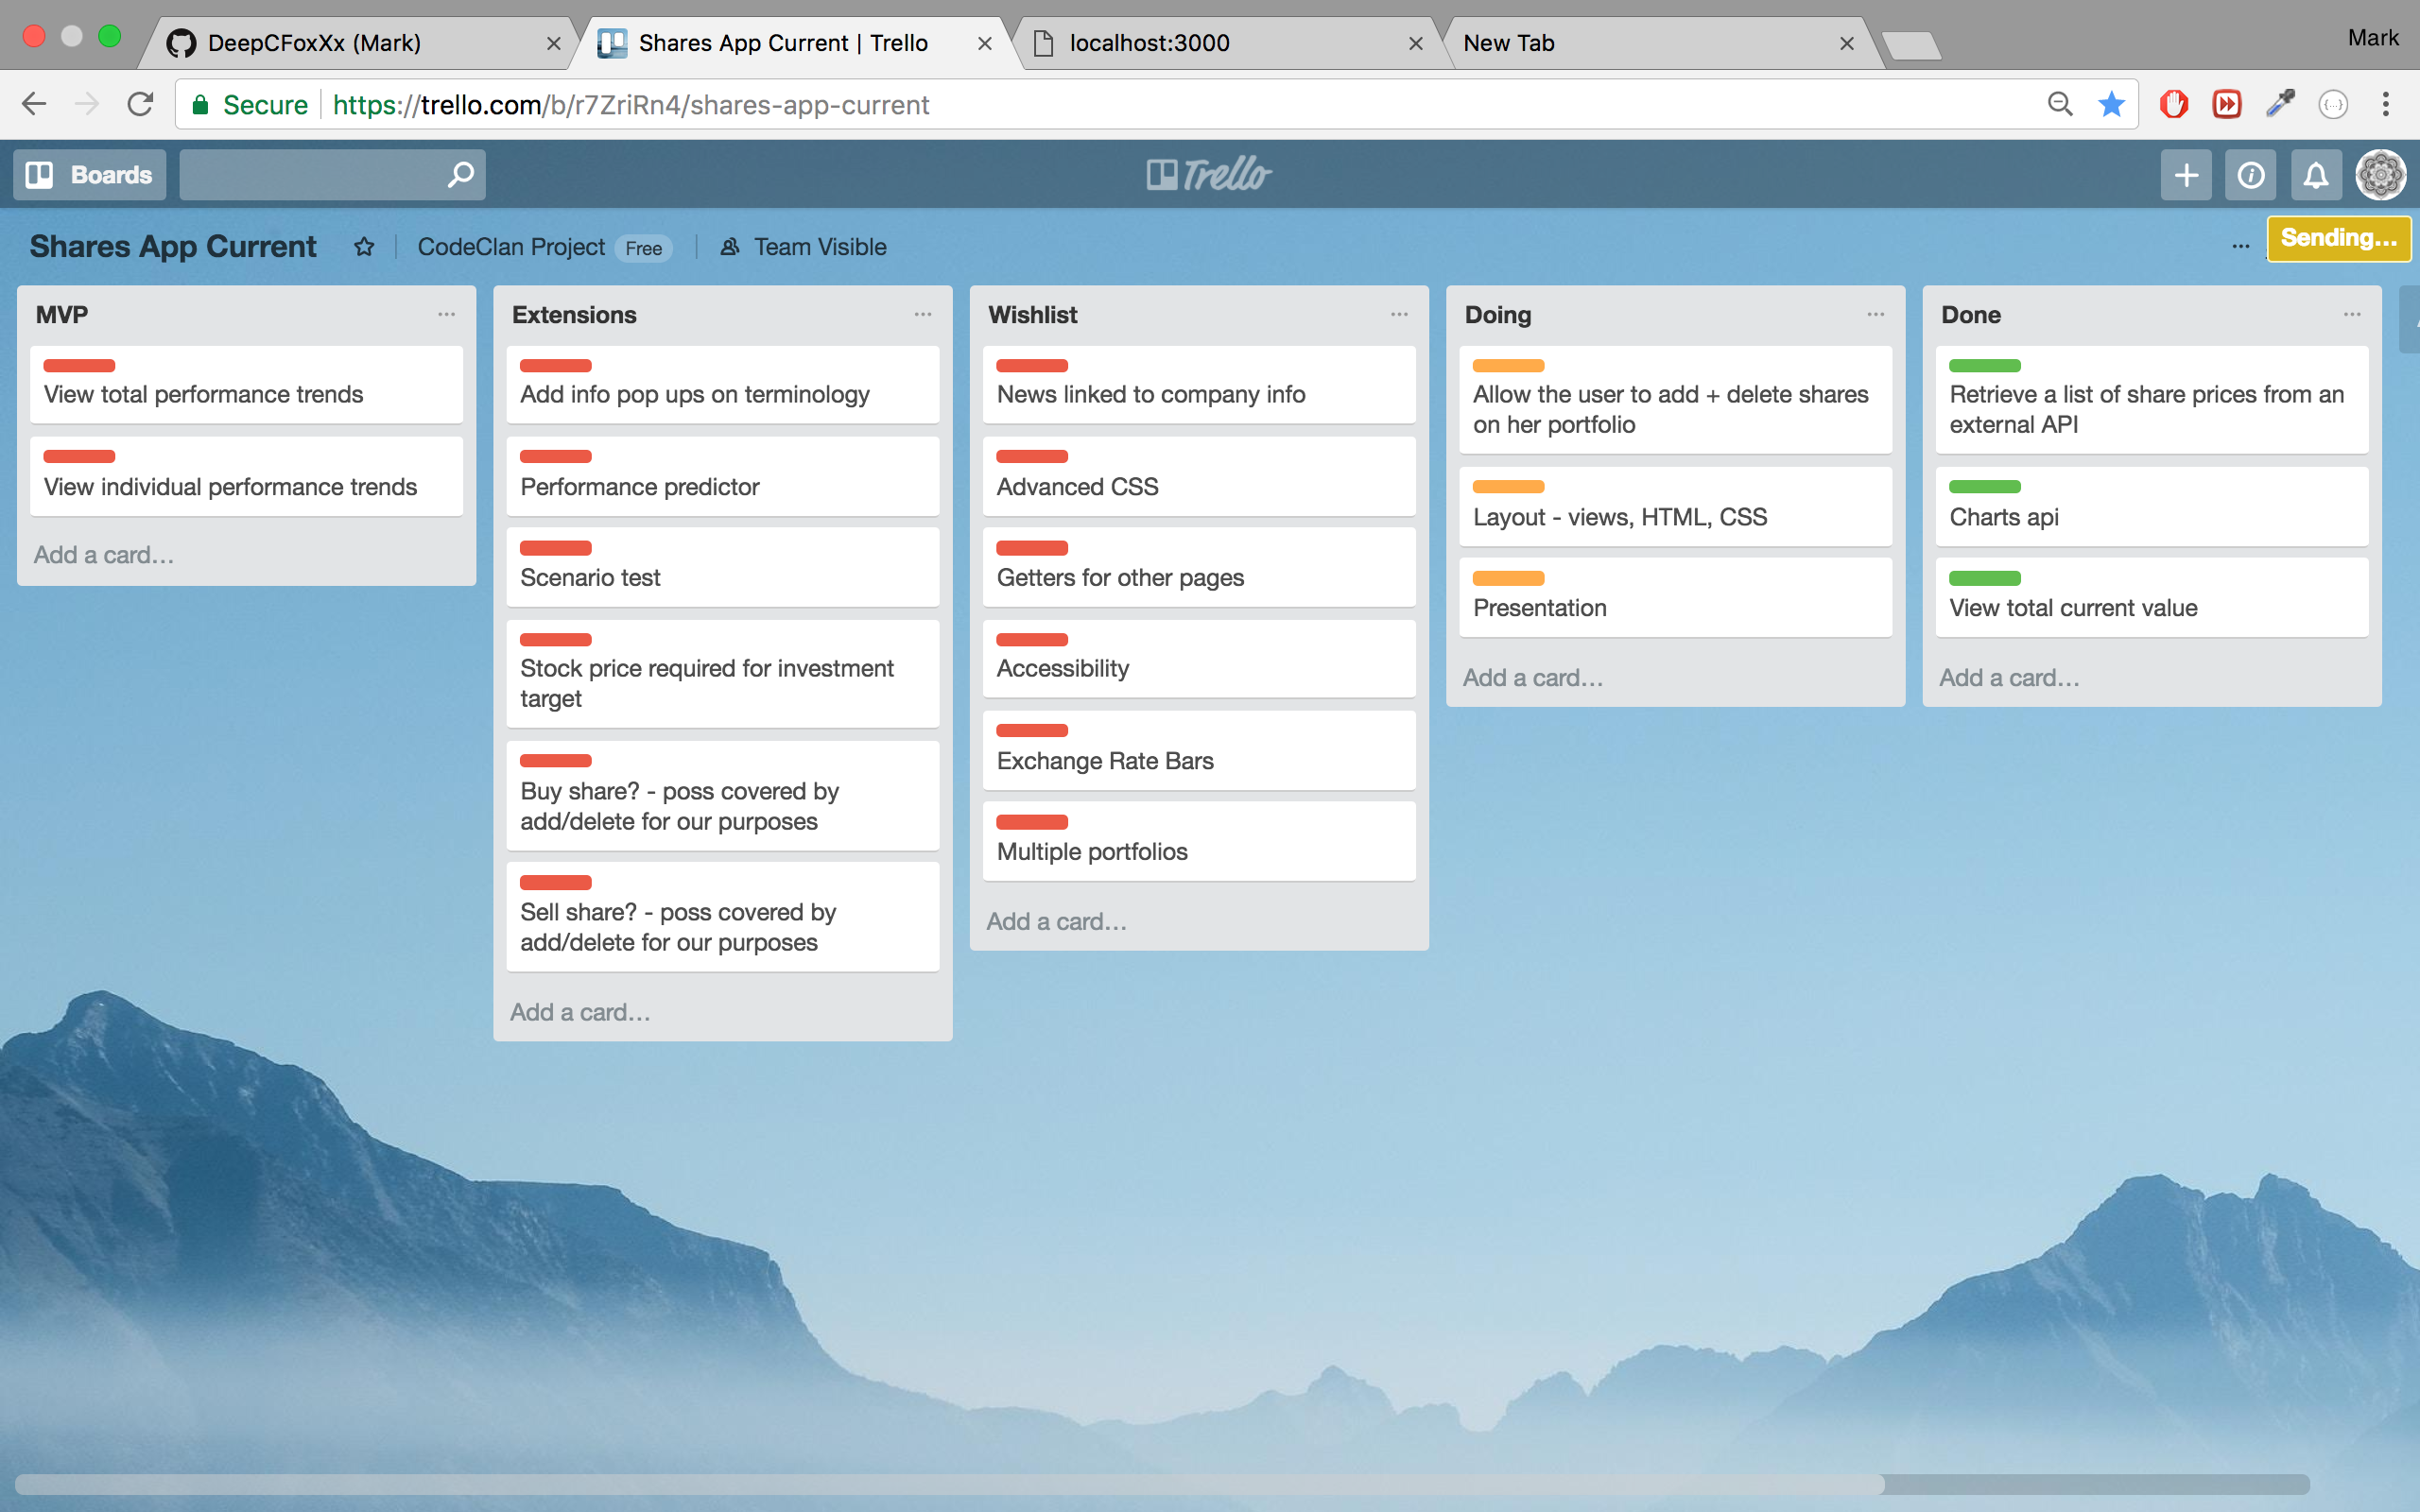 DeepCFoxXx (Mark)
Shares App Current | Trello
localhost:3000
New Tab
Mark
Secure
https://trello.com/b/r7ZriRn4/shares-app-current
Boards
Trello
Shares App Current
CodeClan Project
Free
Team Visible
Sending…
MVP
View total performance trends
View individual performance trends
Add a card…
Extensions
Add info pop ups on terminology
Performance predictor
Scenario test
Stock price required for investment
target
Buy share? - poss covered by
add/delete for our purposes
Sell share? - poss covered by
add/delete for our purposes
Add a card…
Wishlist
News linked to company info
Advanced CSS
Getters for other pages
Accessibility
Exchange Rate Bars
Multiple portfolios
Add a card…
Doing
Allow the user to add + delete shares
on her portfolio
Layout - views, HTML, CSS
Presentation
Add a card…
Done
Retrieve a list of share prices from an
external API
Charts api
View total current value
Add a card…